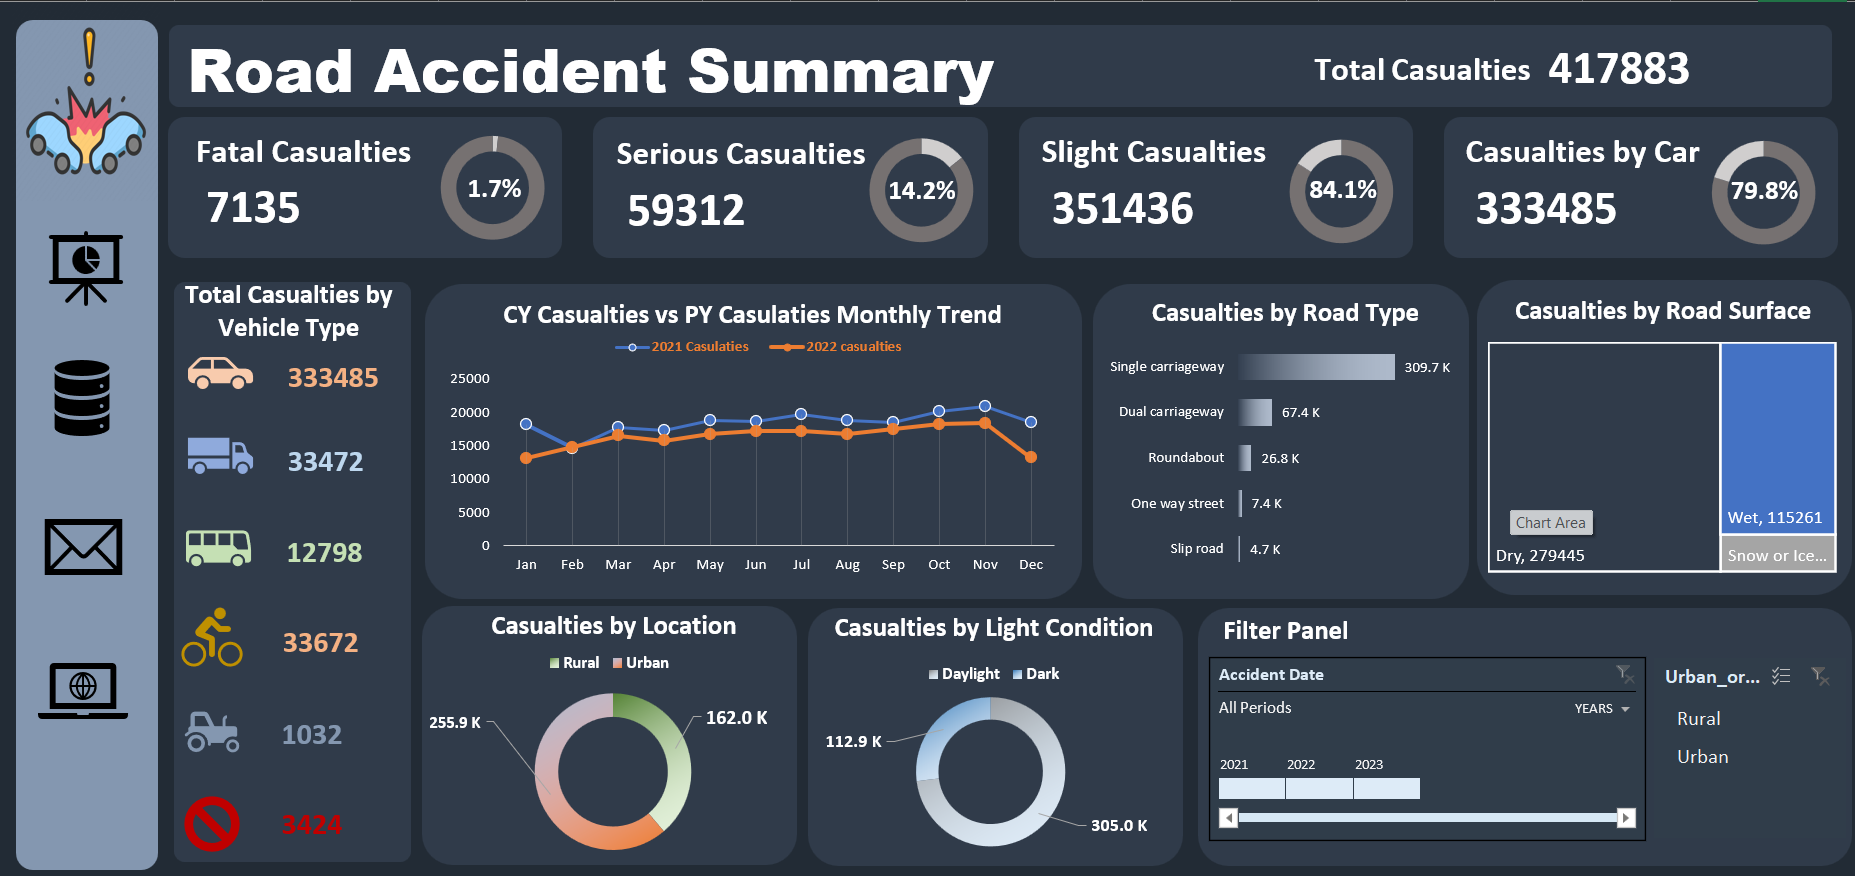 Road Accident Summary
Total Casualties 417883
Fatal Casualties
7135
1.7%
Serious Casualties
59312
14.2%
Slight Casualties
351436
84.1%
Casualties by Car
333485
79.8%
Total Casualties by
Vehicle Type
333485
33472
12798
33672
1032
3424
CY Casualties vs PY Casulaties Monthly Trend
2021 Casulaties 2022 casualties
25000
20000
15000
10000
5000
0
Jan Feb Mar Apr May Jun Jul Aug Sep Oct Nov Dec
Casualties by Road Type
Single carriageway 309.7 K
Dual carriageway 67.4 K
Roundabout 26.8 K
One way street 7.4 K
Slip road 4.7 K
Casualties by Road Surface
Wet, 115261
Chart Area
Dry, 279445
Snow or Ice...
Casualties by Location
Rural Urban
255.9 K
162.0 K
Casualties by Light Condition
Daylight Dark
112.9 K
305.0 K
Filter Panel
Accident Date
All Periods
YEARS
2021 2022 2023
Urban_or...
Rural
Urban